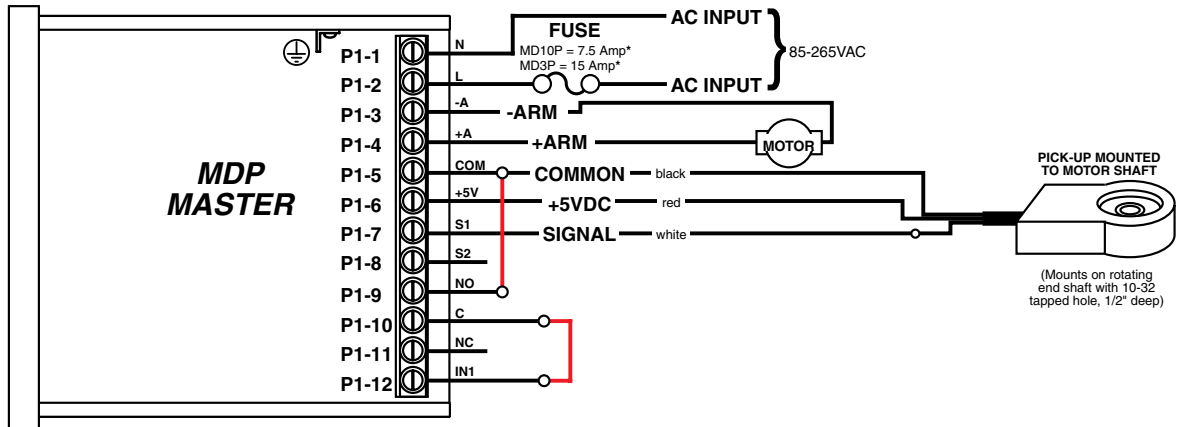 MDP
MASTER
P1-1
P1-2
P1-3
P1-4
P1-5
P1-6
P1-7
P1-8
P1-9
P1-10
P1-11
P1-12
N
L
-A
+A
COM
+5V
S1
S2
NO
C
NC
IN1
FUSE
MD10P = 7.5 Amp*
MD3P = 15 Amp*
AC INPUT
AC INPUT
85-265VAC
-ARM
+ARM
MOTOR
COMMON black
+5VDC red
SIGNAL white
PICK-UP MOUNTED
TO MOTOR SHAFT
(Mounts on rotating
end shaft with 10-32
tapped hole, 1/2" deep)